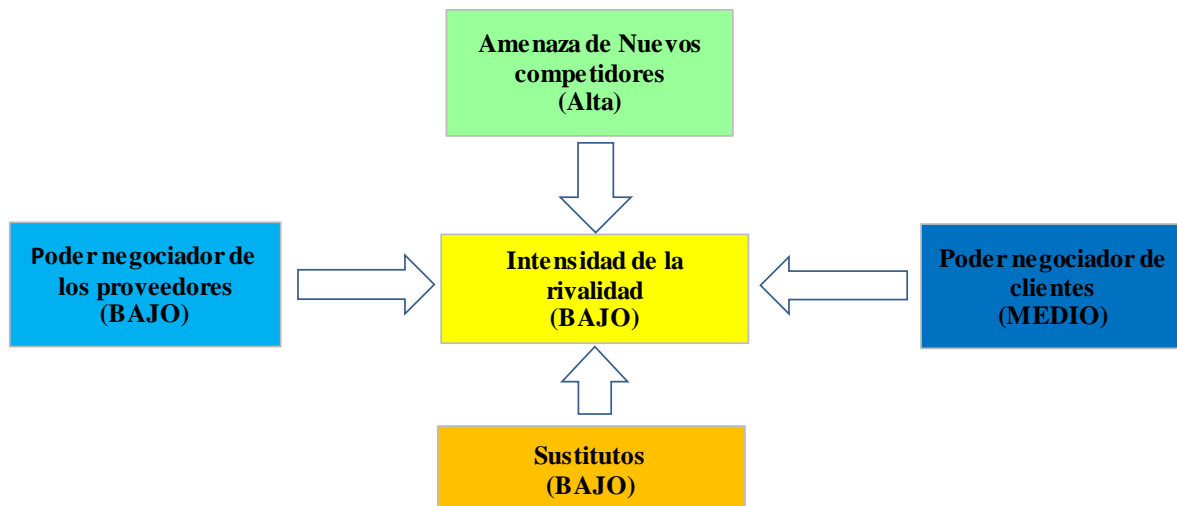 Amenaza de Nuevos
competidores
(Alta)
Poder negociador de
los proveedores
(BAJO)
Intensidad de la
rivalidad
(BAJO)
Poder negociador de
clientes
(MEDIO)
Sustitutos
(BAJO)